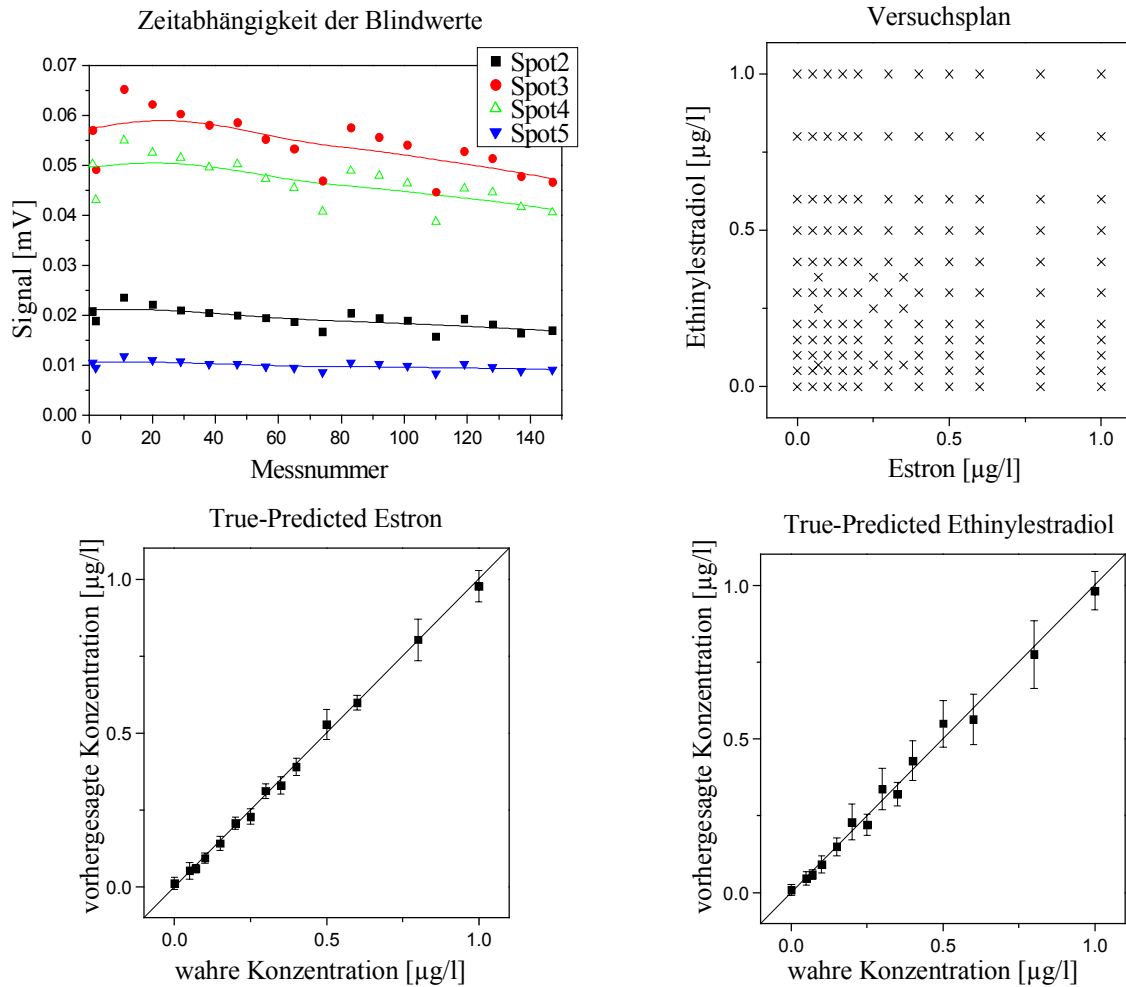 Zeitabhängigkeit der Blindwerte
Spot2
Spot3
Spot4
Spot5
0.07
0.06
0.05
0.04
0.03
0.02
0.01
0.00
Signal [mV]
0 20 40 60 80 100 120 140
Messnummer
Versuchsplan
1.0
0.5
0.0
Ethinylestradiol [µg/l]
0.0 0.5 1.0
Estron [µg/l]
True-Predicted Estron
1.0
0.5
0.0
vorhergesagte Konzentration [µg/l]
0.0 0.5 1.0
wahre Konzentration [µg/l]
True-Predicted Ethinylestradiol
1.0
0.5
0.0
vorhergesagte Konzentration [µg/l]
0.0 0.5 1.0
wahre Konzentration [µg/l]